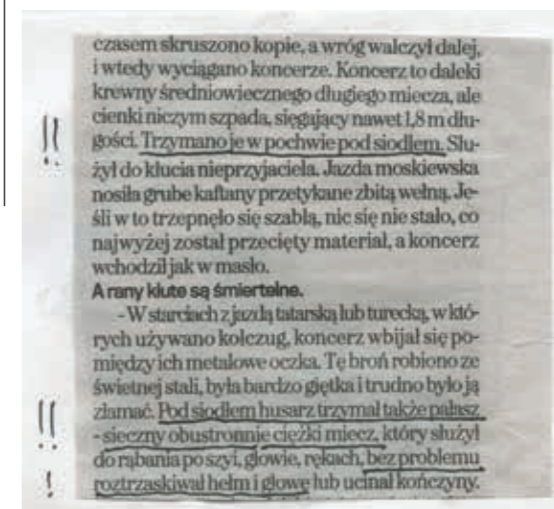 czasem skruszono kopie, a wróg walczył dalej,
i wtedy wyciągano koncerze. Koncerz to daleki
krewny średniowiecznego długiego miecza, ale
cienki niczym szpada, sięgający nawet 1,8 m dłu-
gości. Trzymano je w pochwie pod siodłem. Słu-
żył do kłucia nieprzyjaciela. Jazda moskiewska
nosiła grube kaftany przetykane zbitą wełną. Je-
śli w to trzepnęło się szablą, nic się nie stało, co
najwyżej został przecięty materiał, a koncerz
wchodził jak w masło.
A rany kłute są śmiertelne.
-W starciach z jazdą tatarską lub turecką, w któ-
rych używano kolczug, koncerz wbijał się po-
między ich metalowe oczka. Tę broń robiono ze
świetnej stali, była bardzo giętka i trudno było ją
złamać. Pod siodłem husarz trzymał także pałasz
-sieczny obustronnie ciężki miecz, który służył
do rąbania po szyi, głowie, rękach, bez problemu
roztrzaskiwał hełm i głowę lub ucinał kończyny.
!!
!!
!